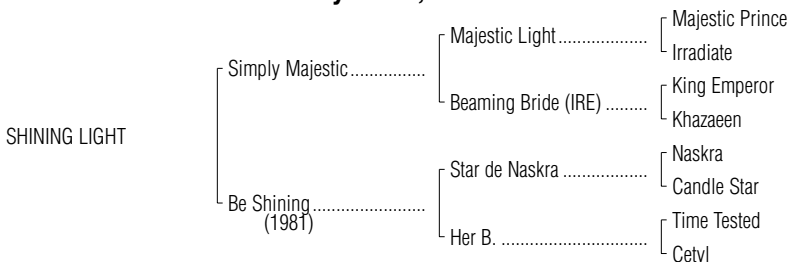 Majestic Prince
Majestic Light...................
Irradiate
Simply Majestic................
King Emperor
Beaming Bride (IRE) .........
Khazaeen
SHINING LIGHT
Naskra
Star de Naskra ..................
Candle Star
Be Shining........................
(1981)
Time Tested
Her B. ...............................
Cetyl